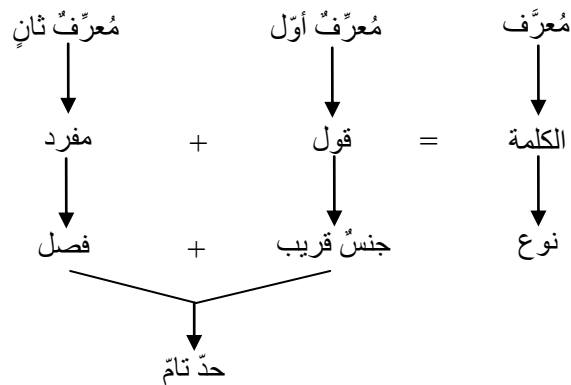 مُعرَّف مُعرِّفٌ أوّل مُعرِّفٌ ثانٍ
الكلمة = قول + مفرد
نوع جنسٌ قريب + فصل
حدّ تامّ